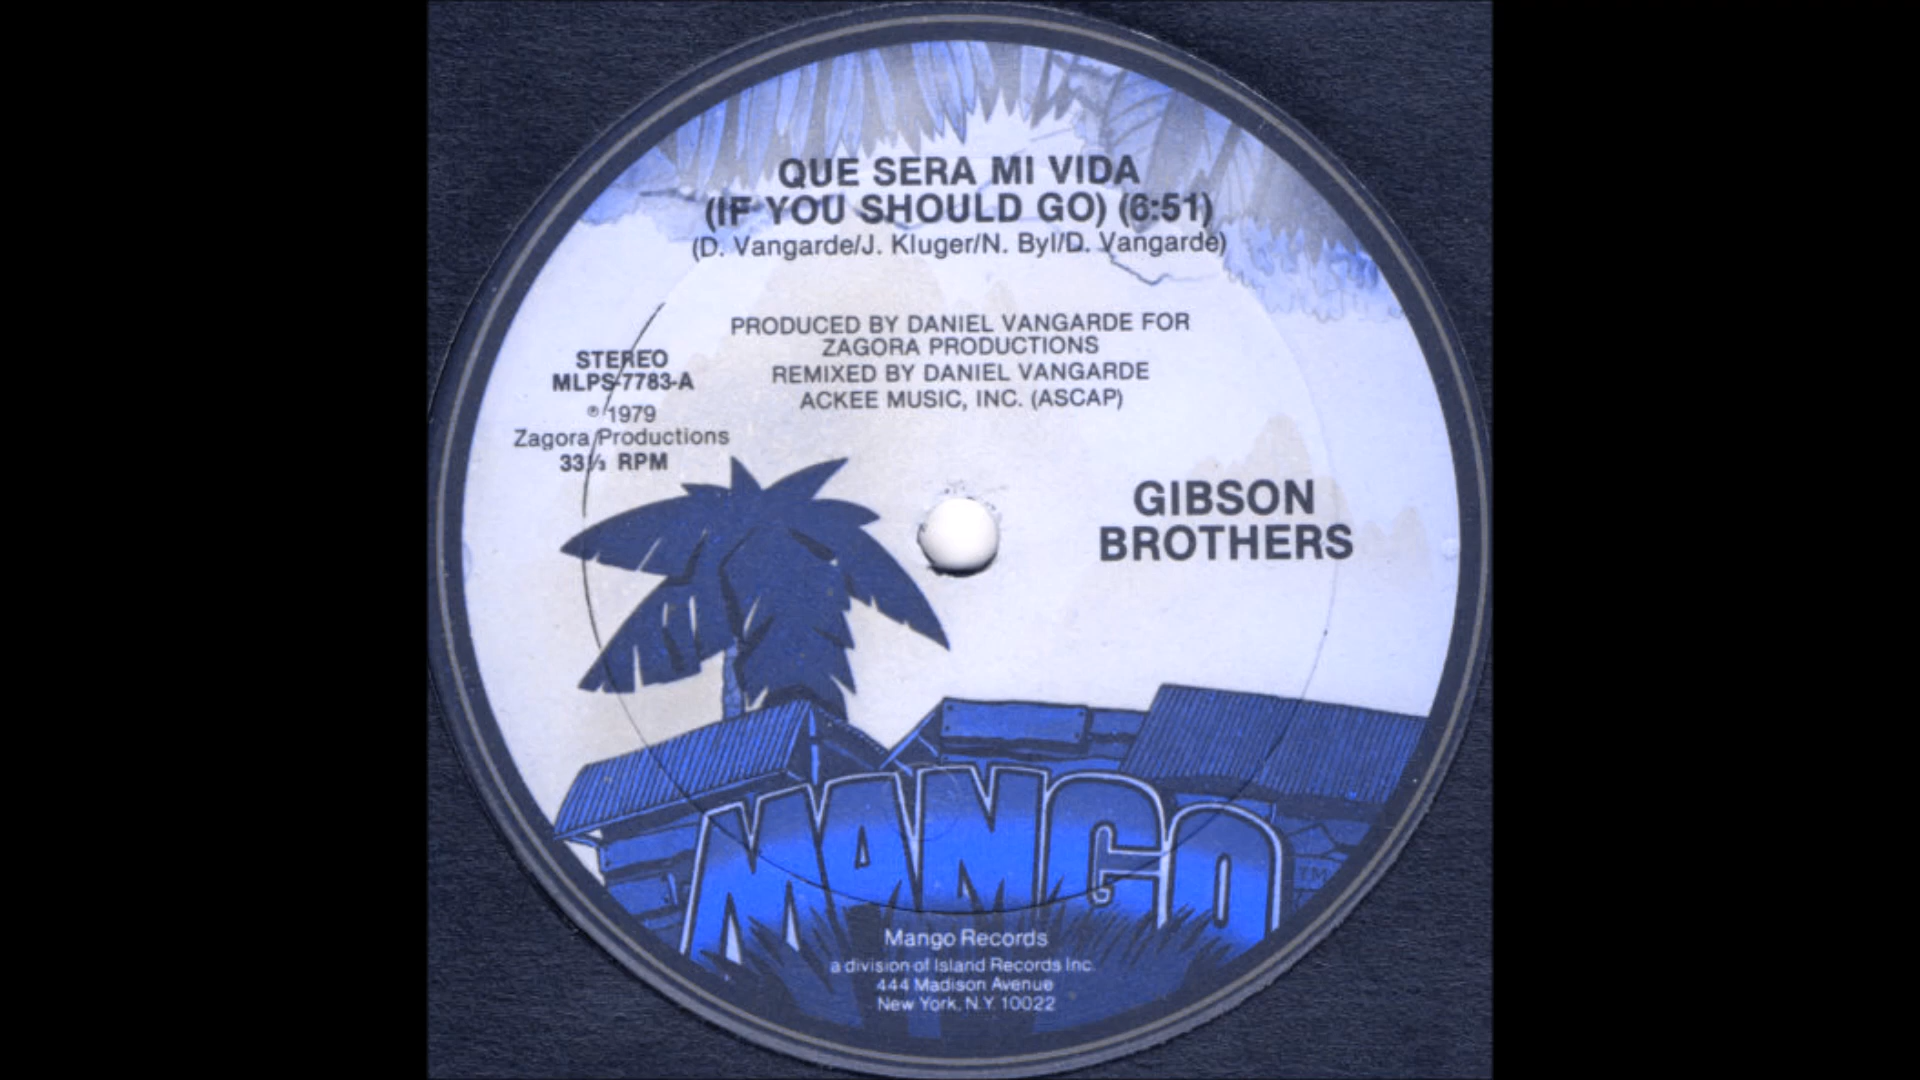 QUE SERA MI VIDA
(IF YOU SHOULD GO) (6:51)
(D. Vangarde/J. Kluger/N. Byl/D. Vangarde)
PRODUCED BY DANIEL VANGARDE FOR
ZAGORA PRODUCTIONS
REMIXED BY DANIEL VANGARDE
ACKEE MUSIC, INC. (ASCAP)
STEREO
MLPS-7783-A
℗ 1979
Zagora Productions
33⅓ RPM
GIBSON
BROTHERS
MANGO
TM
Mango Records
a division of Island Records Inc.
444 Madison Avenue
New York, N.Y. 10022